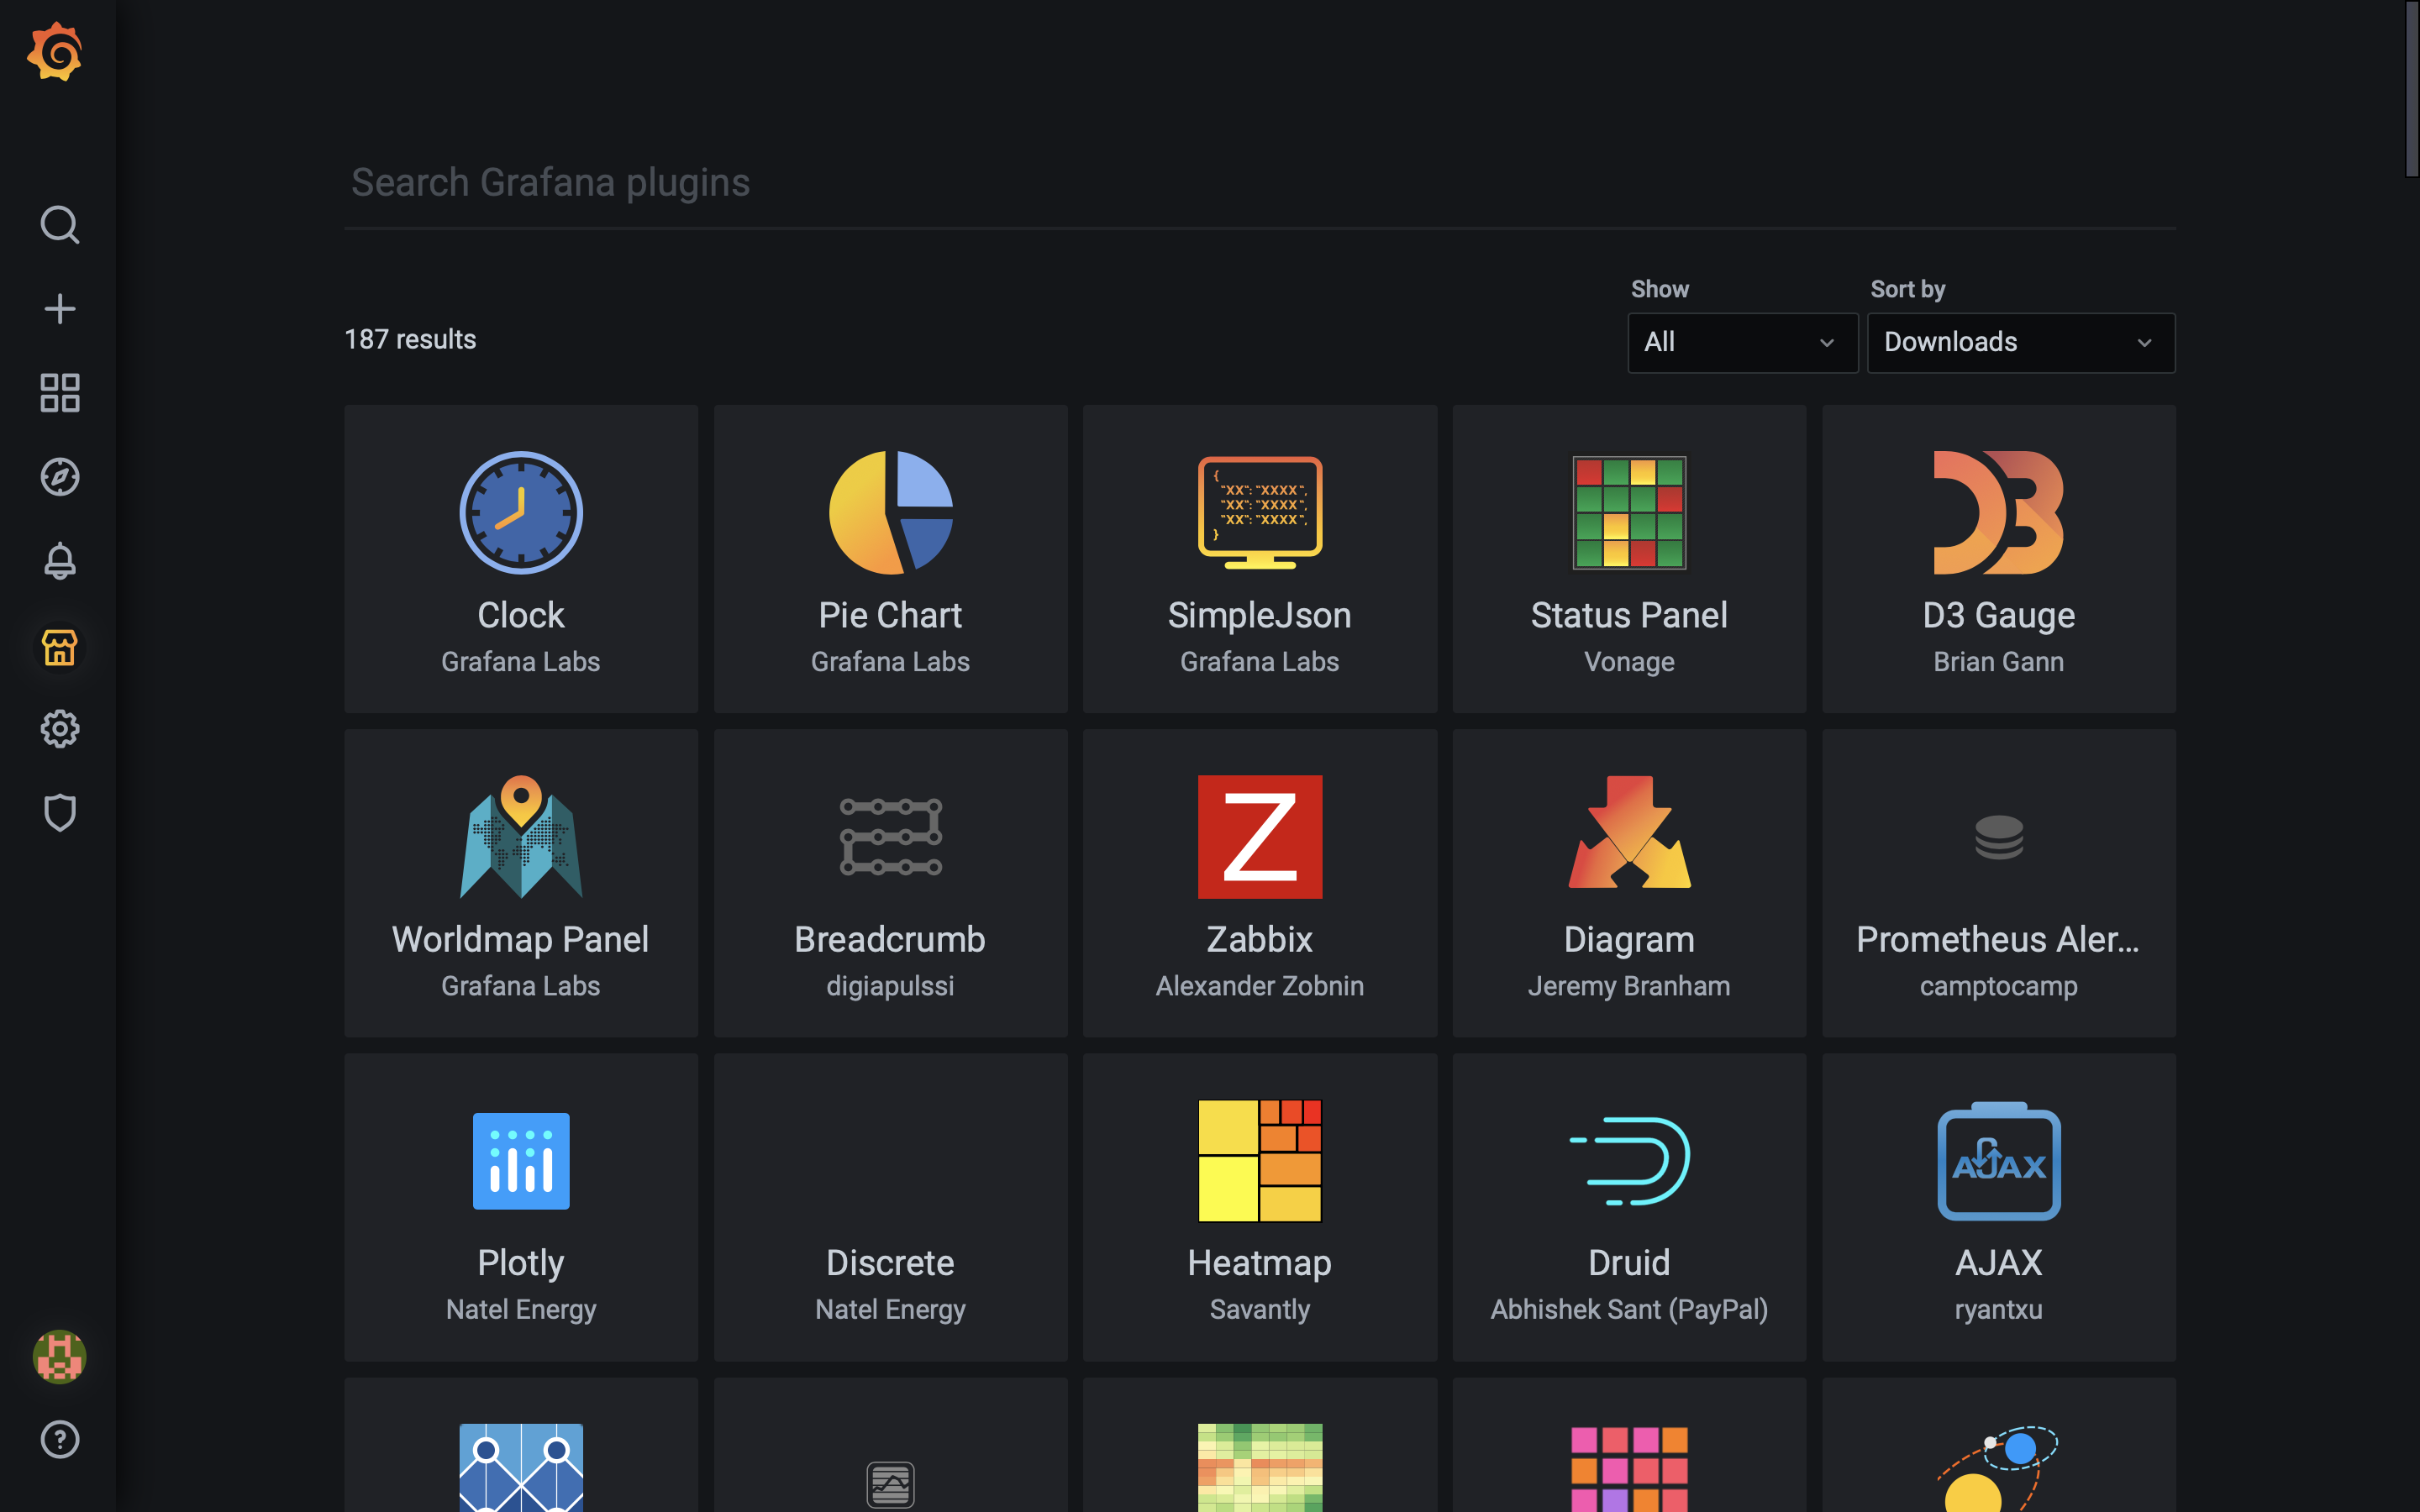 Search Grafana plugins
Show
Sort by
187 results
All
Downloads
{
"XX": "XXXX",
"XX": "XXXX",
"XX": "XXXX",
}
Clock
Pie Chart
SimpleJson
Status Panel
D3 Gauge
Grafana Labs
Grafana Labs
Grafana Labs
Vonage
Brian Gann
Z
Worldmap Panel
Breadcrumb
Zabbix
Diagram
Prometheus Aler...
Grafana Labs
digiapulssi
Alexander Zobnin
Jeremy Branham
camptocamp
AJAX
Plotly
Discrete
Heatmap
Druid
AJAX
Natel Energy
Natel Energy
Savantly
Abhishek Sant (PayPal)
ryantxu
?